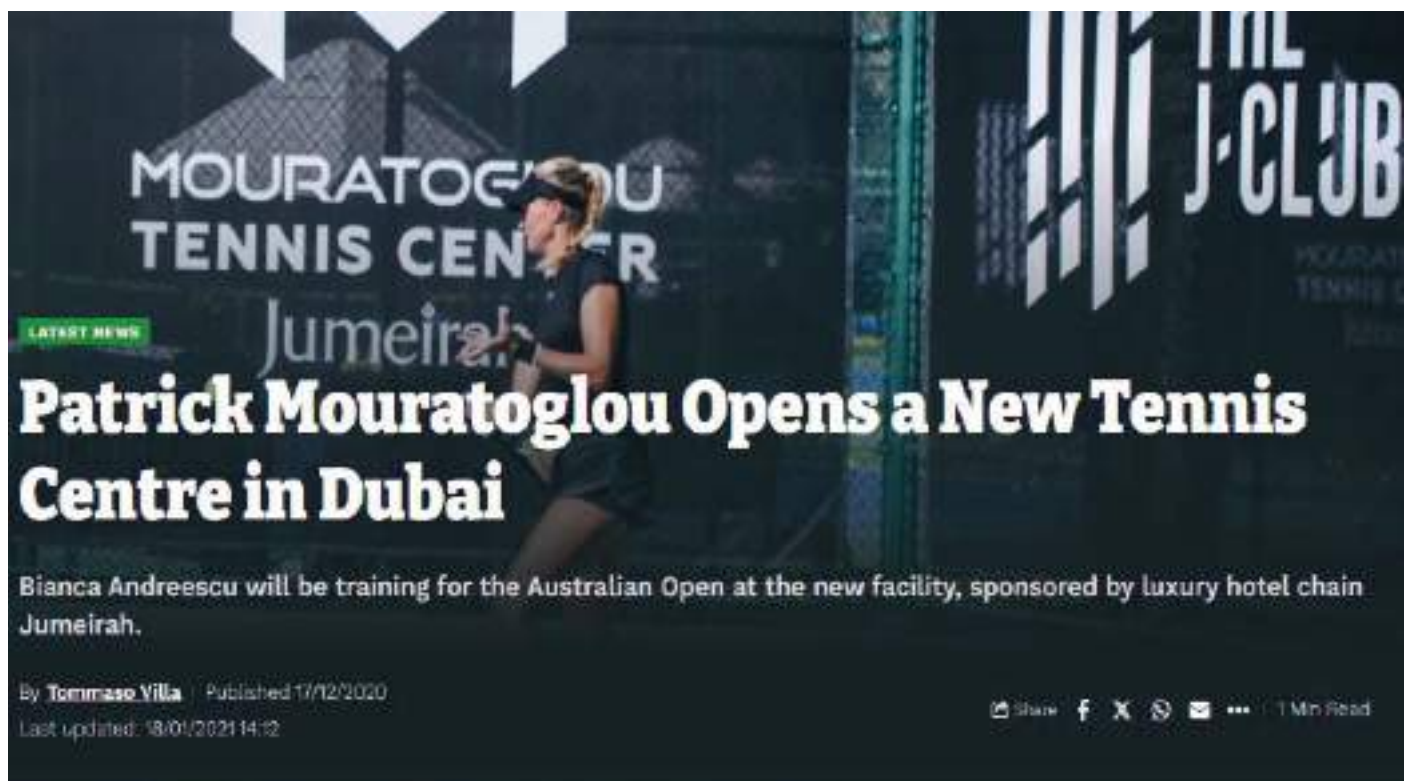 THE
J-CLUB
MOURATOGLOU
TENNIS CENTER
Jumeirah
LATEST NEWS
Patrick Mouratoglou Opens a New Tennis
Centre in Dubai
Bianca Andreescu will be training for the Australian Open at the new facility, sponsored by luxury hotel chain
Jumeirah.
By Tommaso Villa | Published 17/12/2020
Last updated: 18/01/2021 14:12
Share
1 Min Read